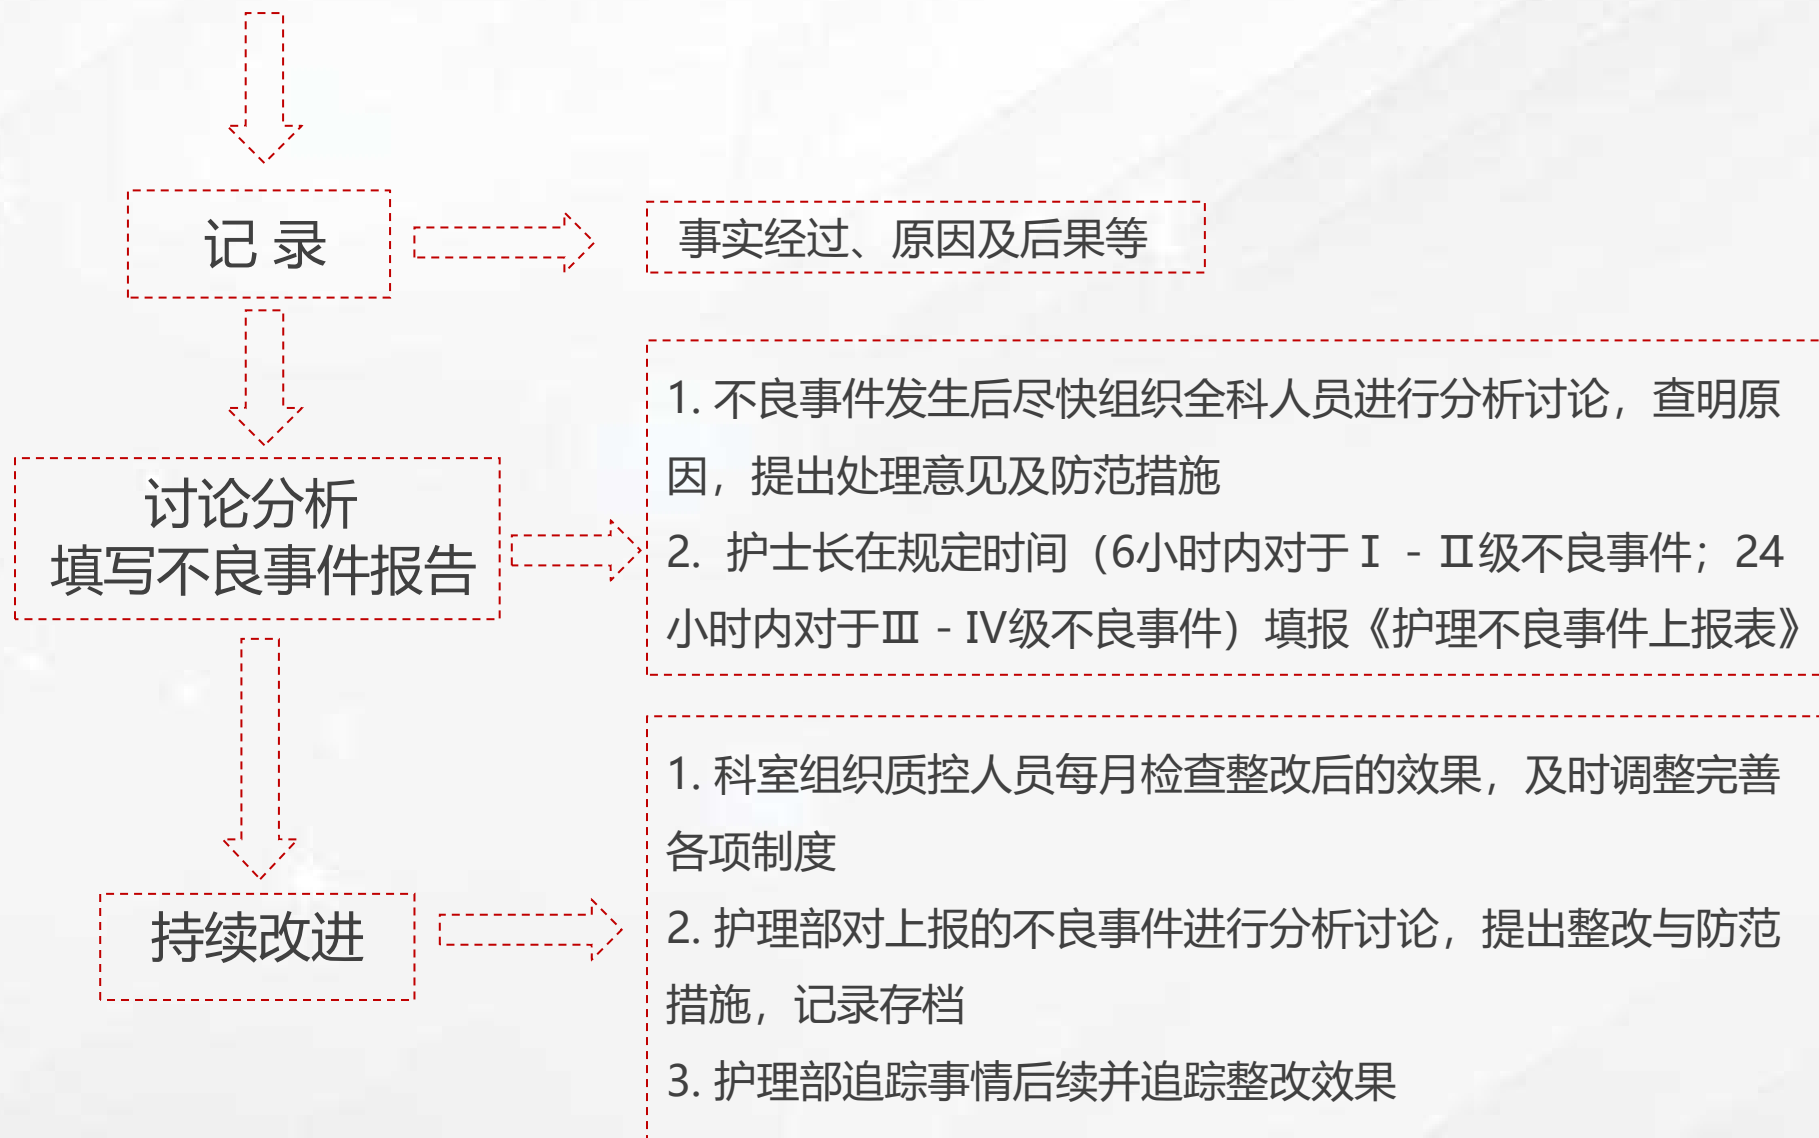 记 录
事实经过、原因及后果等
讨论分析
填写不良事件报告
1. 不良事件发生后尽快组织全科人员进行分析讨论，查明原
因，提出处理意见及防范措施
2. 护士长在规定时间（6小时内对于Ⅰ - Ⅱ级不良事件；24
小时内对于Ⅲ - Ⅳ级不良事件）填报《护理不良事件上报表》
持续改进
1. 科室组织质控人员每月检查整改后的效果，及时调整完善
各项制度
2. 护理部对上报的不良事件进行分析讨论，提出整改与防范
措施，记录存档
3. 护理部追踪事情后续并追踪整改效果